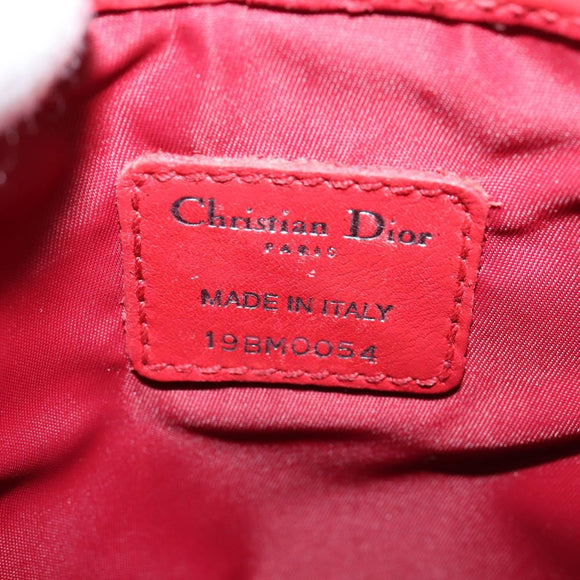 Christian Dior
PARIS
MADE IN ITALY
19BM0054